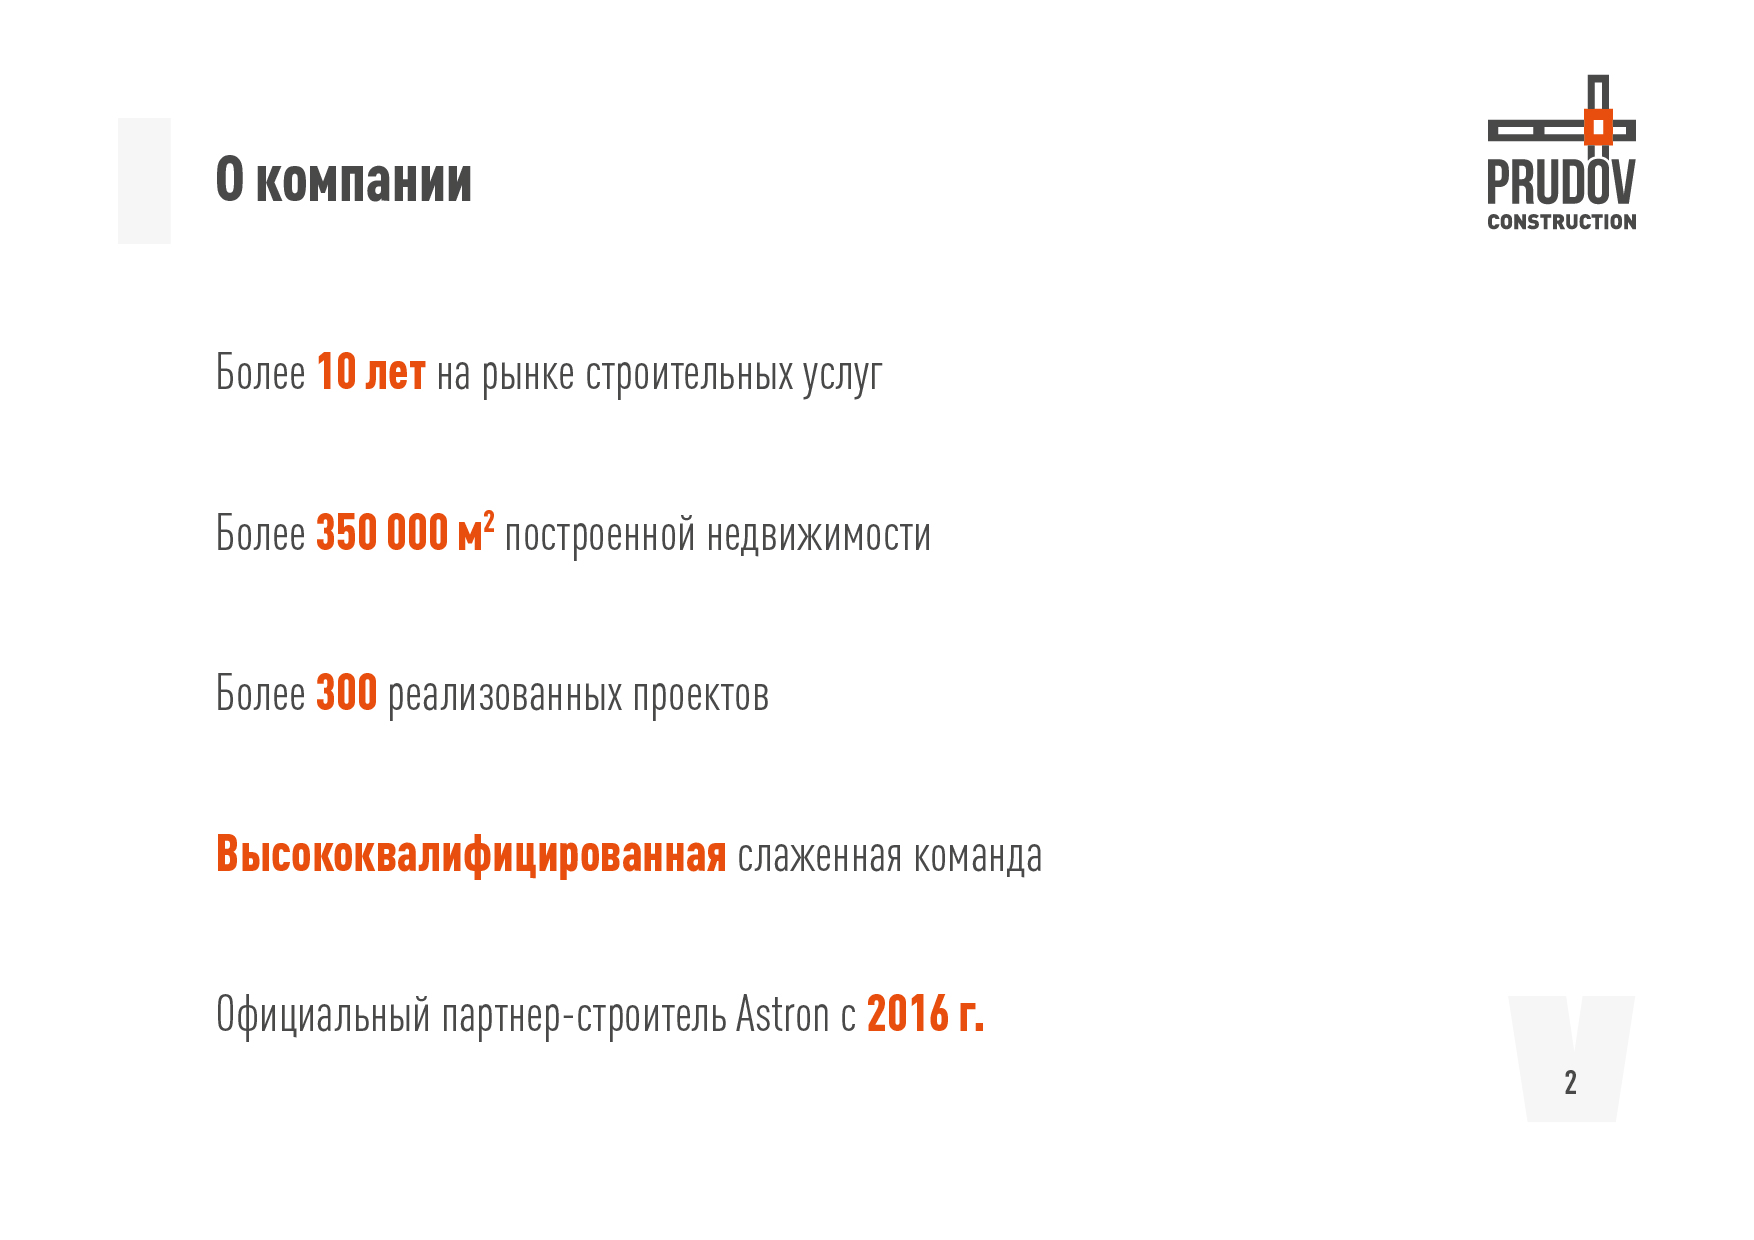 О компании
PRUDOV
CONSTRUCTION
Более 10 лет на рынке строительных услуг
Более 350 000 м² построенной недвижимости
Более 300 реализованных проектов
Высококвалифицированная слаженная команда
Официальный партнер-строитель Astron с 2016 г.
2